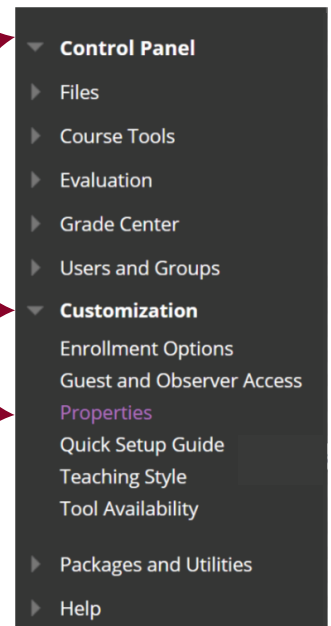 Control Panel
Files
Course Tools
Evaluation
Grade Center
Users and Groups
Customization
Enrollment Options
Guest and Observer Access
Properties
Quick Setup Guide
Teaching Style
Tool Availability
Packages and Utilities
Help